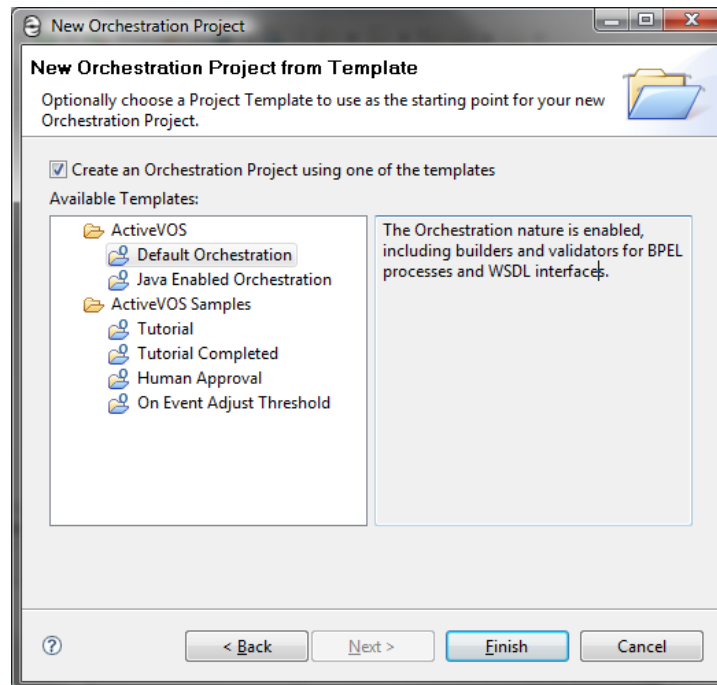 New Orchestration Project
New Orchestration Project from Template
Optionally choose a Project Template to use as the starting point for your new
Orchestration Project.
Create an Orchestration Project using one of the templates
Available Templates:
ActiveVOS
Default Orchestration
Java Enabled Orchestration
ActiveVOS Samples
Tutorial
Tutorial Completed
Human Approval
On Event Adjust Threshold
The Orchestration nature is enabled,
including builders and validators for BPEL
processes and WSDL interfaces.
? < Back Next > Finish Cancel